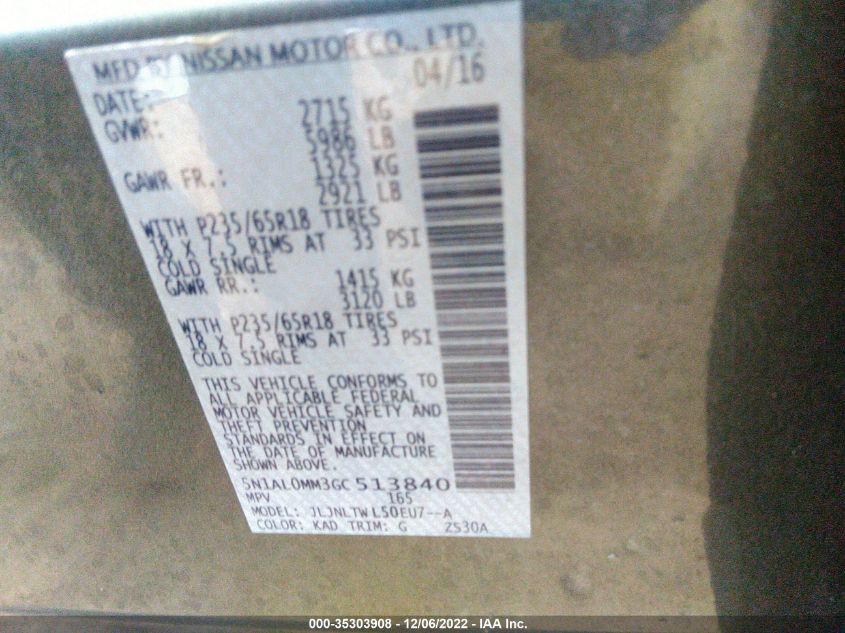 MFD BY NISSAN MOTOR CO., LTD.
DATE: 04/16
GVWR: 2715 KG
5986 LB
GAWR FR.: 1325 KG
2921 LB
WITH P235/65R18 TIRES
18 X 7.5 RIMS AT 33 PSI
COLD SINGLE
GAWR RR.: 1415 KG
3120 LB
WITH P235/65R18 TIRES
18 X 7.5 RIMS AT 33 PSI
COLD SINGLE
THIS VEHICLE CONFORMS TO
ALL APPLICABLE FEDERAL
MOTOR VEHICLE SAFETY AND
THEFT PREVENTION
STANDARDS IN EFFECT ON
THE DATE OF MANUFACTURE
SHOWN ABOVE.
5N1AL0MM3GC513840
MPV 165
MODEL: JLJNLTWL50EU7--A
COLOR: KAD TRIM: G 2S30A
000-35303908 - 12/06/2022 - IAA Inc.